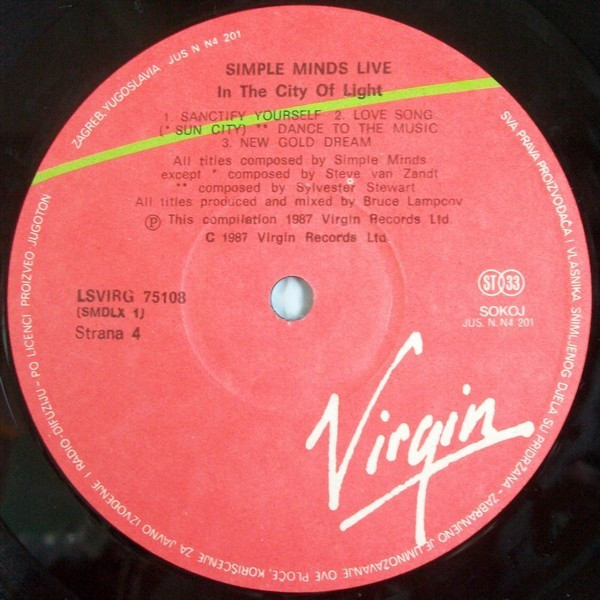 SIMPLE MINDS LIVE
In The City Of Light
1. SANCTIFY YOURSELF 2. LOVE SONG
(* SUN CITY) ** DANCE TO THE MUSIC
3. NEW GOLD DREAM
All titles composed by Simple Minds
except * composed by Steve van Zandt
** composed by Sylvester Stewart
All titles produced and mixed by Bruce Lampcov
Ⓟ This compilation 1987 Virgin Records Ltd.
C 1987 Virgin Records Ltd.
LSVIRG 75108
(SMDLX 1)
Strana 4
ST 33
SOKOJ
JUS. N. N4 201
Virgin
PO LICENCI PROIZVEO JUGOTON ZAGREB, YUGOSLAVIA JUS N N4 201
SVA PRAVA PROIZVOĐAČA I VLASNIKA SNIMLJENOG DJELA SU PRIDRŽANA - ZABRANJENO JE UMNOŽAVANJE OVE PLOČE, KORIŠĆENJE ZA JAVNO IZVOĐENJE I RADIO-DIFUZIJU -